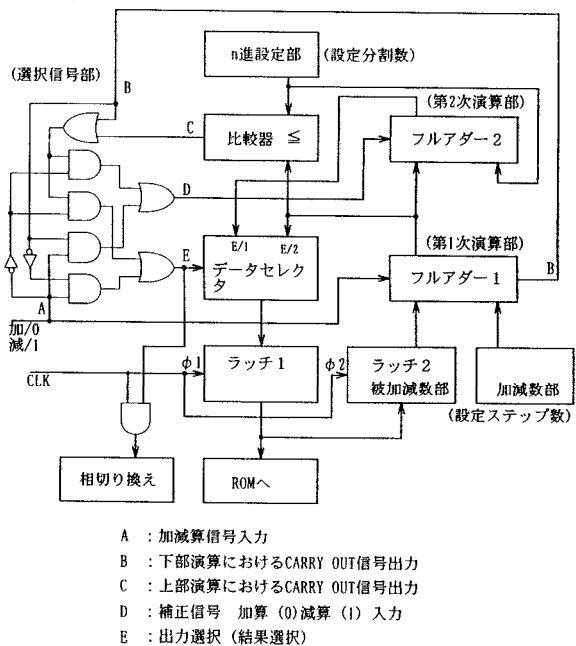 n進設定部 (設定分割数)
(選択信号部)
B
(第2次演算部)
C
比較器 ≦
フルアダー2
D
E/1 E/2
(第1次演算部)
B
E
データセレクタ
フルアダー1
A
加/0
減/1
CLK
φ1
ラッチ1
φ2
ラッチ2
被加減数部
加減数部
(設定ステップ数)
相切り換え
ROMへ
A :加減算信号入力
B :下部演算におけるCARRY OUT信号出力
C :上部演算におけるCARRY OUT信号出力
D :補正信号 加算(0)減算(1)入力
E :出力選択(結果選択)